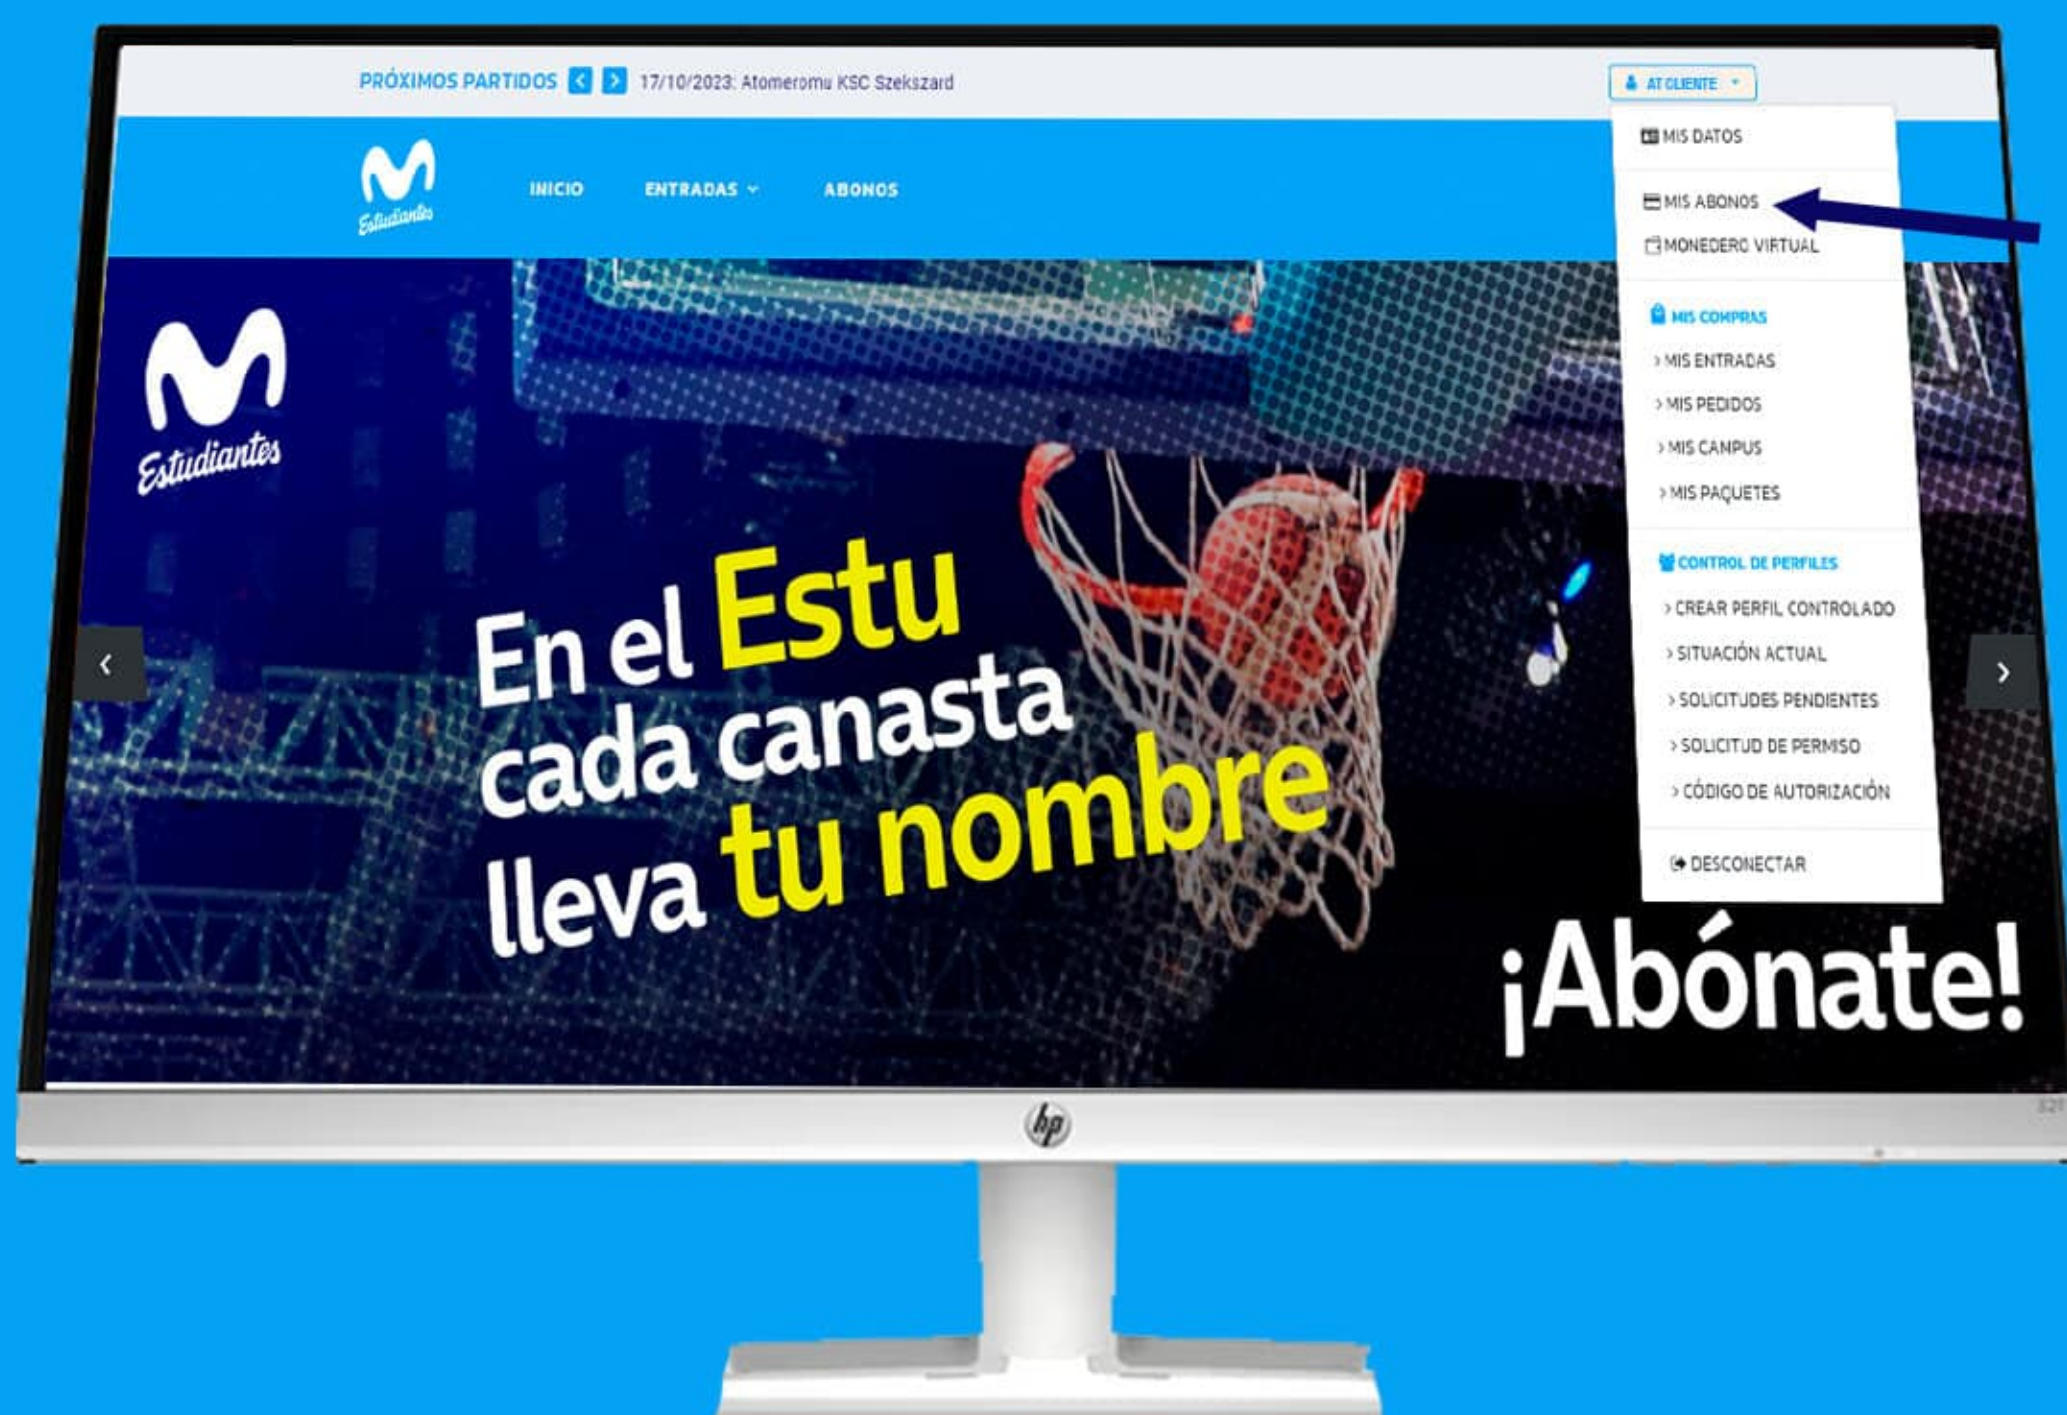 PRÓXIMOS PARTIDOS
17/10/2023: Atomeromu KSC Szekszard
AT CLIENTE
Estudiantes
INICIO
ENTRADAS
ABONOS
MIS DATOS
MIS ABONOS
MONEDERO VIRTUAL
MIS COMPRAS
> MIS ENTRADAS
> MIS PEDIDOS
> MIS CAMPUS
> MIS PAQUETES
CONTROL DE PERFILES
> CREAR PERFIL CONTROLADO
> SITUACIÓN ACTUAL
> SOLICITUDES PENDIENTES
> SOLICITUD DE PERMISO
> CÓDIGO DE AUTORIZACIÓN
DESCONECTAR
Estudiantes
En el Estu
cada canasta
lleva tu nombre
¡Abónate!
hp